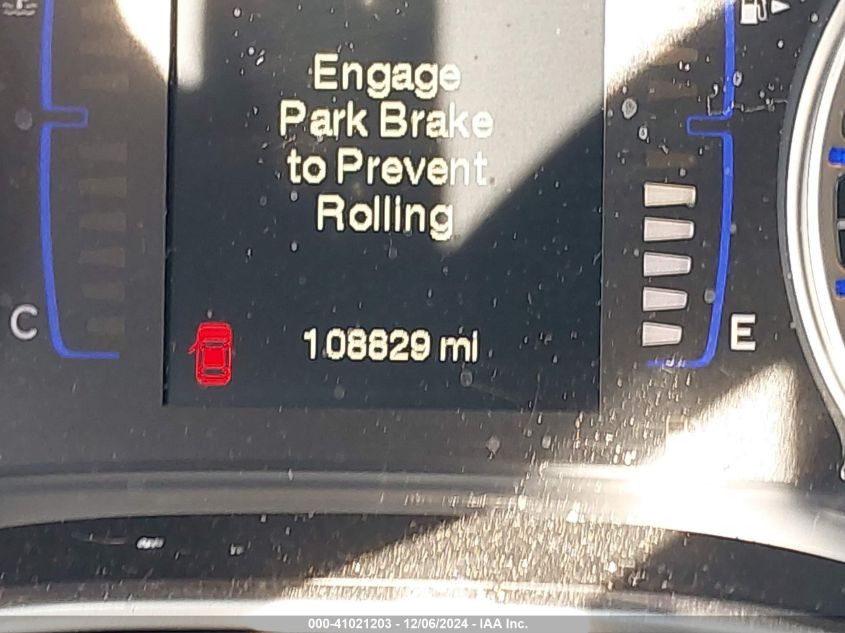 Engage
Park Brake
to Prevent
Rolling
C
108829 mi
E
000-41021203 - 12/06/2024 - IAA Inc.